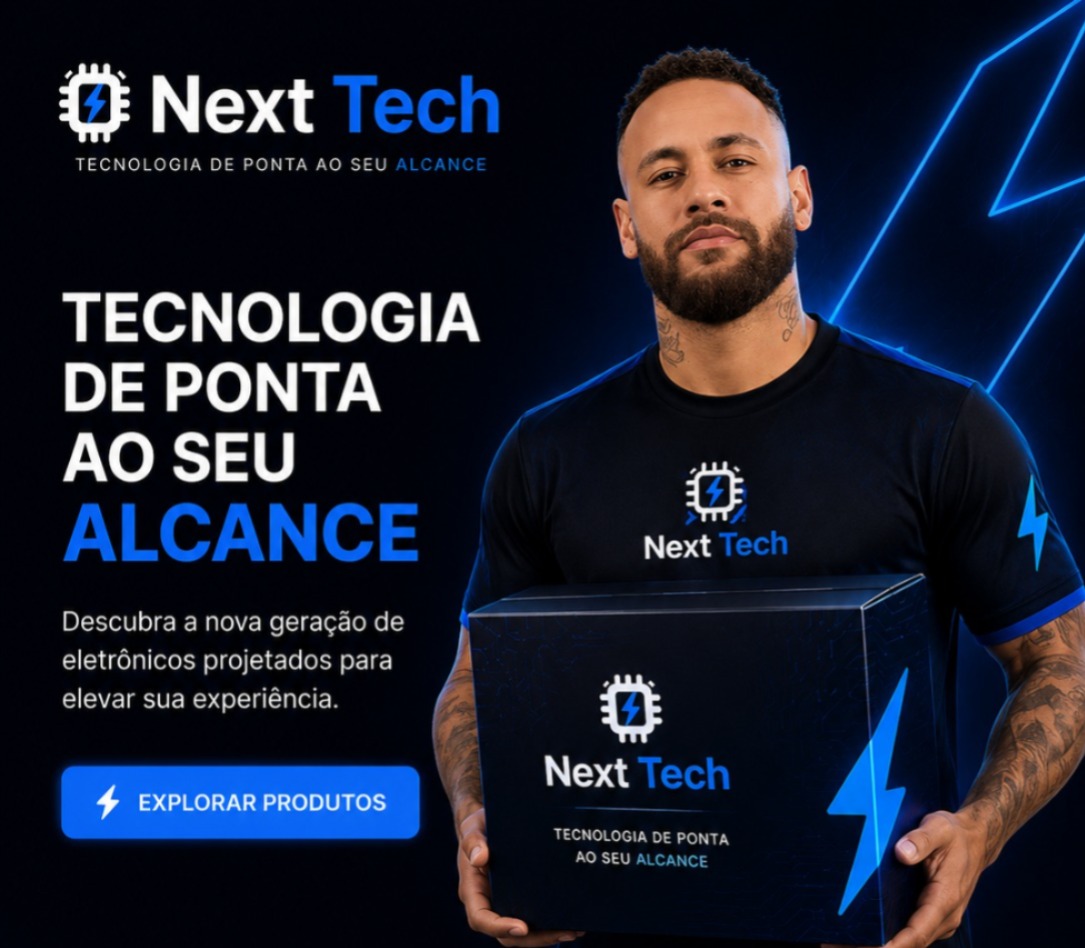 Next Tech
TECNOLOGIA DE PONTA AO SEU ALCANCE
TECNOLOGIA
DE PONTA
AO SEU
ALCANCE
Descubra a nova geração de
eletrônicos projetados para
elevar sua experiência.
EXPLORAR PRODUTOS
Next Tech
Next Tech
TECNOLOGIA DE PONTA
AO SEU ALCANCE